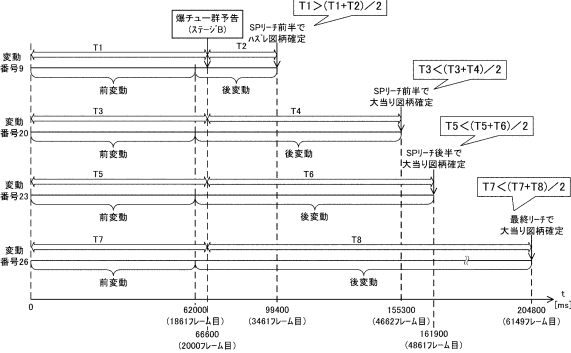 爆チュー群予告
(ステージB)
SPリーチ前半で
ハズレ図柄確定
T1＞(T1+T2)／2
変動
番号9
T1
T2
前変動
後変動
SPリーチ前半で
大当り図柄確定
T3＜(T3+T4)／2
変動
番号20
T3
T4
前変動
後変動
SPリーチ後半で
大当り図柄確定
T5＜(T5+T6)／2
変動
番号23
T5
T6
前変動
後変動
最終リーチで
大当り図柄確定
T7＜(T7+T8)／2
変動
番号26
T7
T8
前変動
後変動
t
[ms]
0
62000
(1861フレーム目)
66600
(2000フレーム目)
99400
(3461フレーム目)
155300
(4662フレーム目)
161900
(4861フレーム目)
204800
(6149フレーム目)